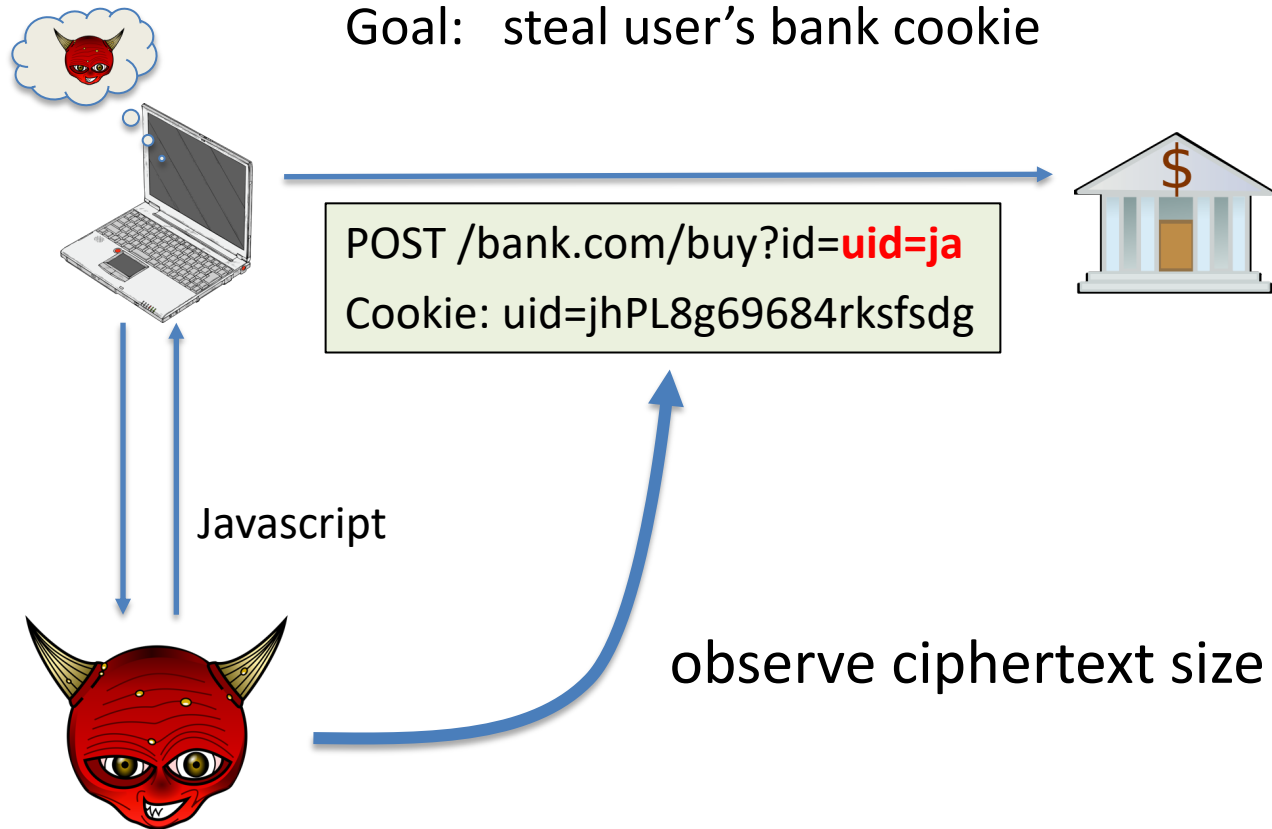 Goal: steal user's bank cookie
$
POST /bank.com/buy?id=uid=ja
Cookie: uid=jhPL8g69684rksfsdg
Javascript
observe ciphertext size